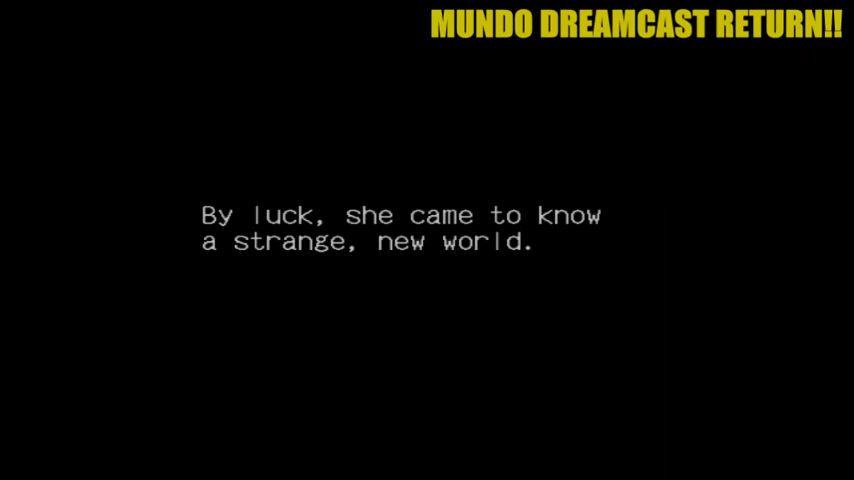 MUNDO DREAMCAST RETURN!!
By luck, she came to know
a strange, new world.